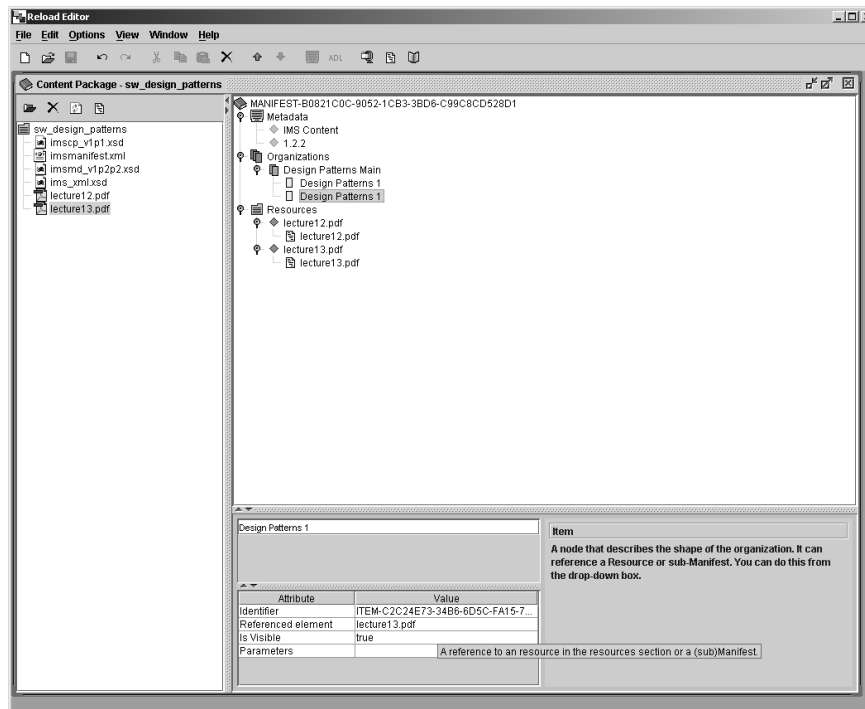 Reload Editor
File Edit Options View Window Help
ADL
Content Package - sw_design_patterns
sw_design_patterns
imscp_v1p1.xsd
imsmanifest.xml
imsmd_v1p2p2.xsd
ims_xml.xsd
lecture12.pdf
lecture13.pdf
MANIFEST-B0821C0C-9052-1CB3-3BD6-C99C8CD528D1
Metadata
IMS Content
1.2.2
Organizations
Design Patterns Main
Design Patterns 1
Design Patterns 1
Resources
lecture12.pdf
lecture12.pdf
lecture13.pdf
lecture13.pdf
Design Patterns 1
Attribute Value
Identifier ITEM-C2C24E73-34B6-6D5C-FA15-7...
Referenced element lecture13.pdf
Is Visible true
Parameters
A reference to an resource in the resources section or a (sub)Manifest.
Item
A node that describes the shape of the organization. It can
reference a Resource or sub-Manifest. You can do this from
the drop-down box.